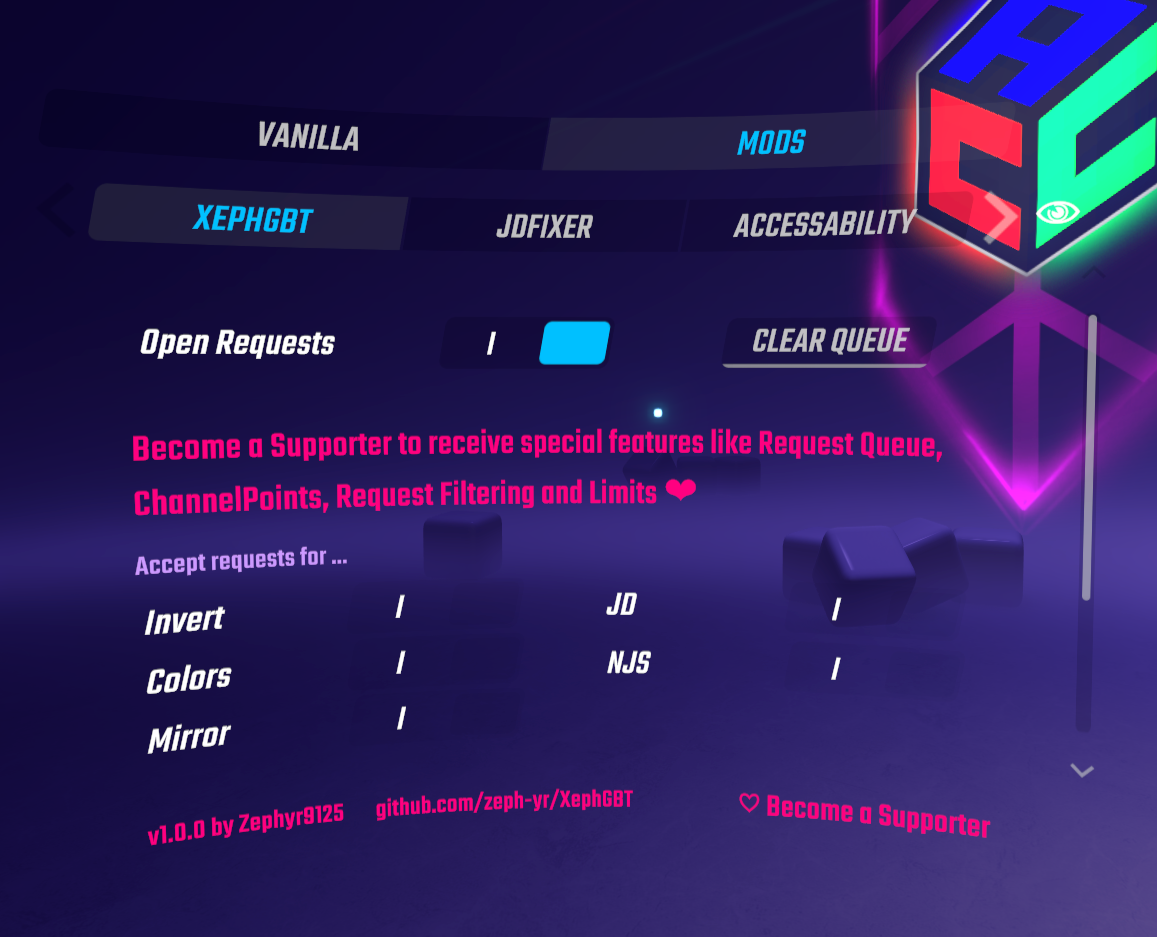 VANILLA MODS
XEPHGBT JDFIXER ACCESSABILITY
Open Requests I CLEAR QUEUE
Become a Supporter to receive special features like Request Queue,
ChannelPoints, Request Filtering and Limits ❤
Accept requests for ...
Invert I JD I
Colors I NJS I
Mirror I
v1.0.0 by Zephyr9125 github.com/zeph-yr/XephGBT ♡ Become a Supporter